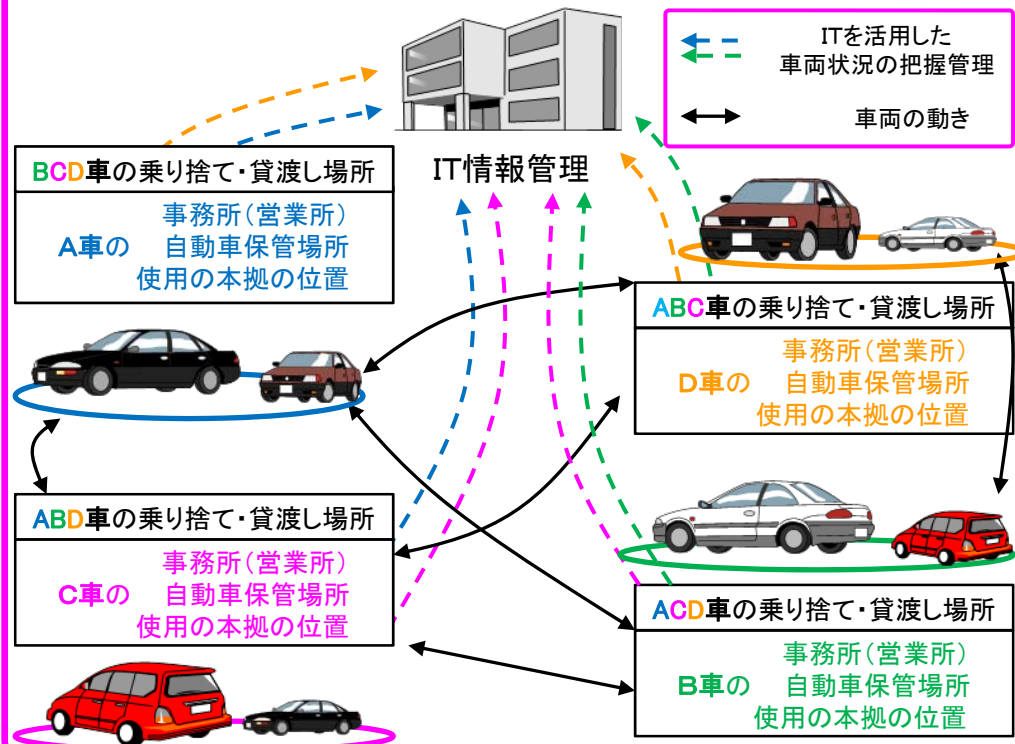 ITを活用した
車両状況の把握管理
車両の動き
IT情報管理
BCD車の乗り捨て・貸渡し場所
事務所(営業所)
A車の 自動車保管場所
使用の本拠の位置
ABC車の乗り捨て・貸渡し場所
事務所(営業所)
D車の 自動車保管場所
使用の本拠の位置
ABD車の乗り捨て・貸渡し場所
事務所(営業所)
C車の 自動車保管場所
使用の本拠の位置
ACD車の乗り捨て・貸渡し場所
事務所(営業所)
B車の 自動車保管場所
使用の本拠の位置